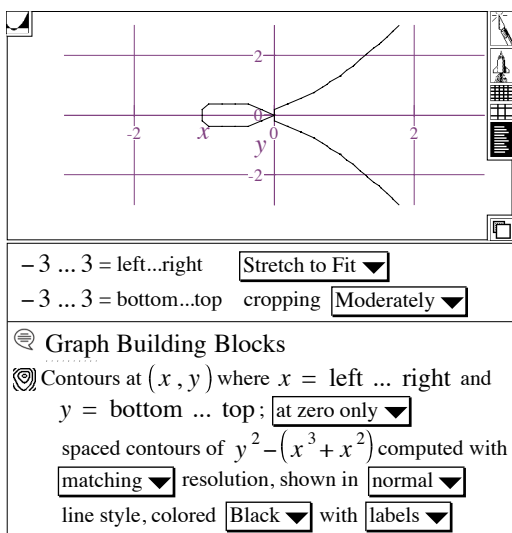 2
-2 x 0 y 0 2
-2
−3 ... 3 = left...right Stretch to Fit
−3 ... 3 = bottom...top cropping Moderately
Graph Building Blocks
Contours at (x, y) where x = left ... right and
y = bottom ... top; at zero only
spaced contours of y²−(x³+x²) computed with
matching resolution, shown in normal
line style, colored Black with labels